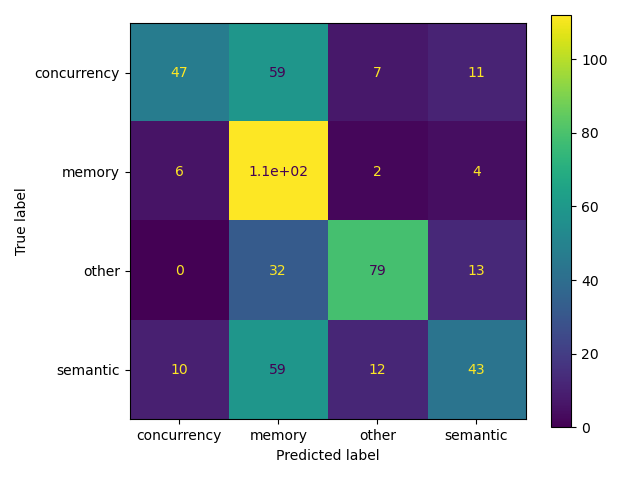 concurrency 47 59 7 11
memory 6 1.1e+02 2 4
other 0 32 79 13
semantic 10 59 12 43
concurrency memory other semantic
Predicted label
True label
100
80
60
40
20
0